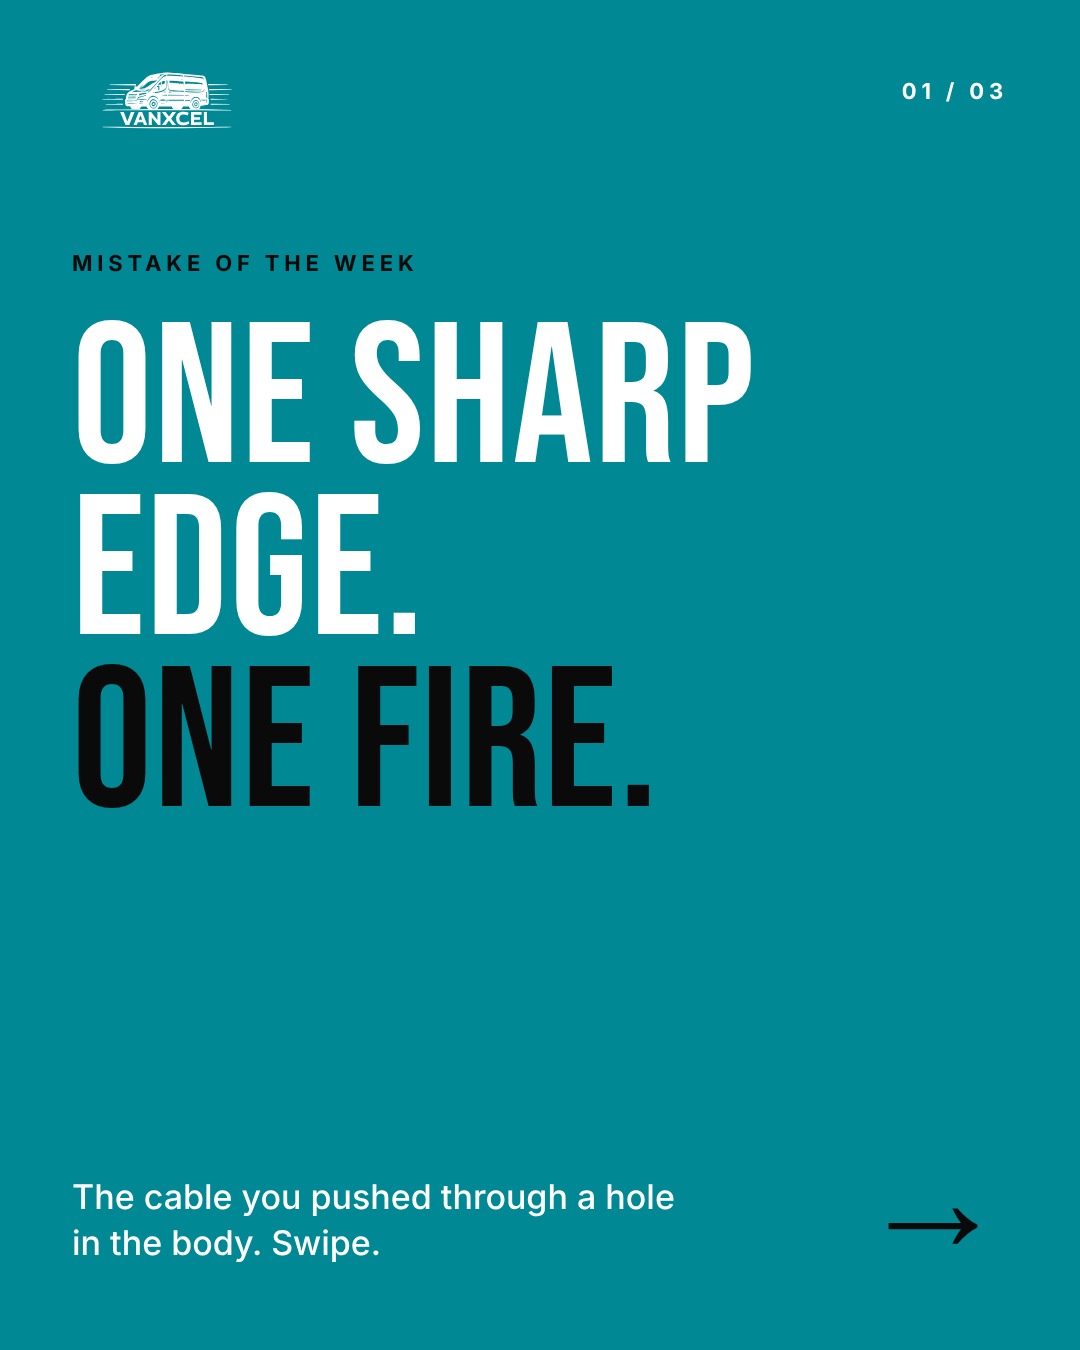 VANXCEL
01 / 03
MISTAKE OF THE WEEK
ONE SHARP
EDGE.
ONE FIRE.
The cable you pushed through a hole
in the body. Swipe.